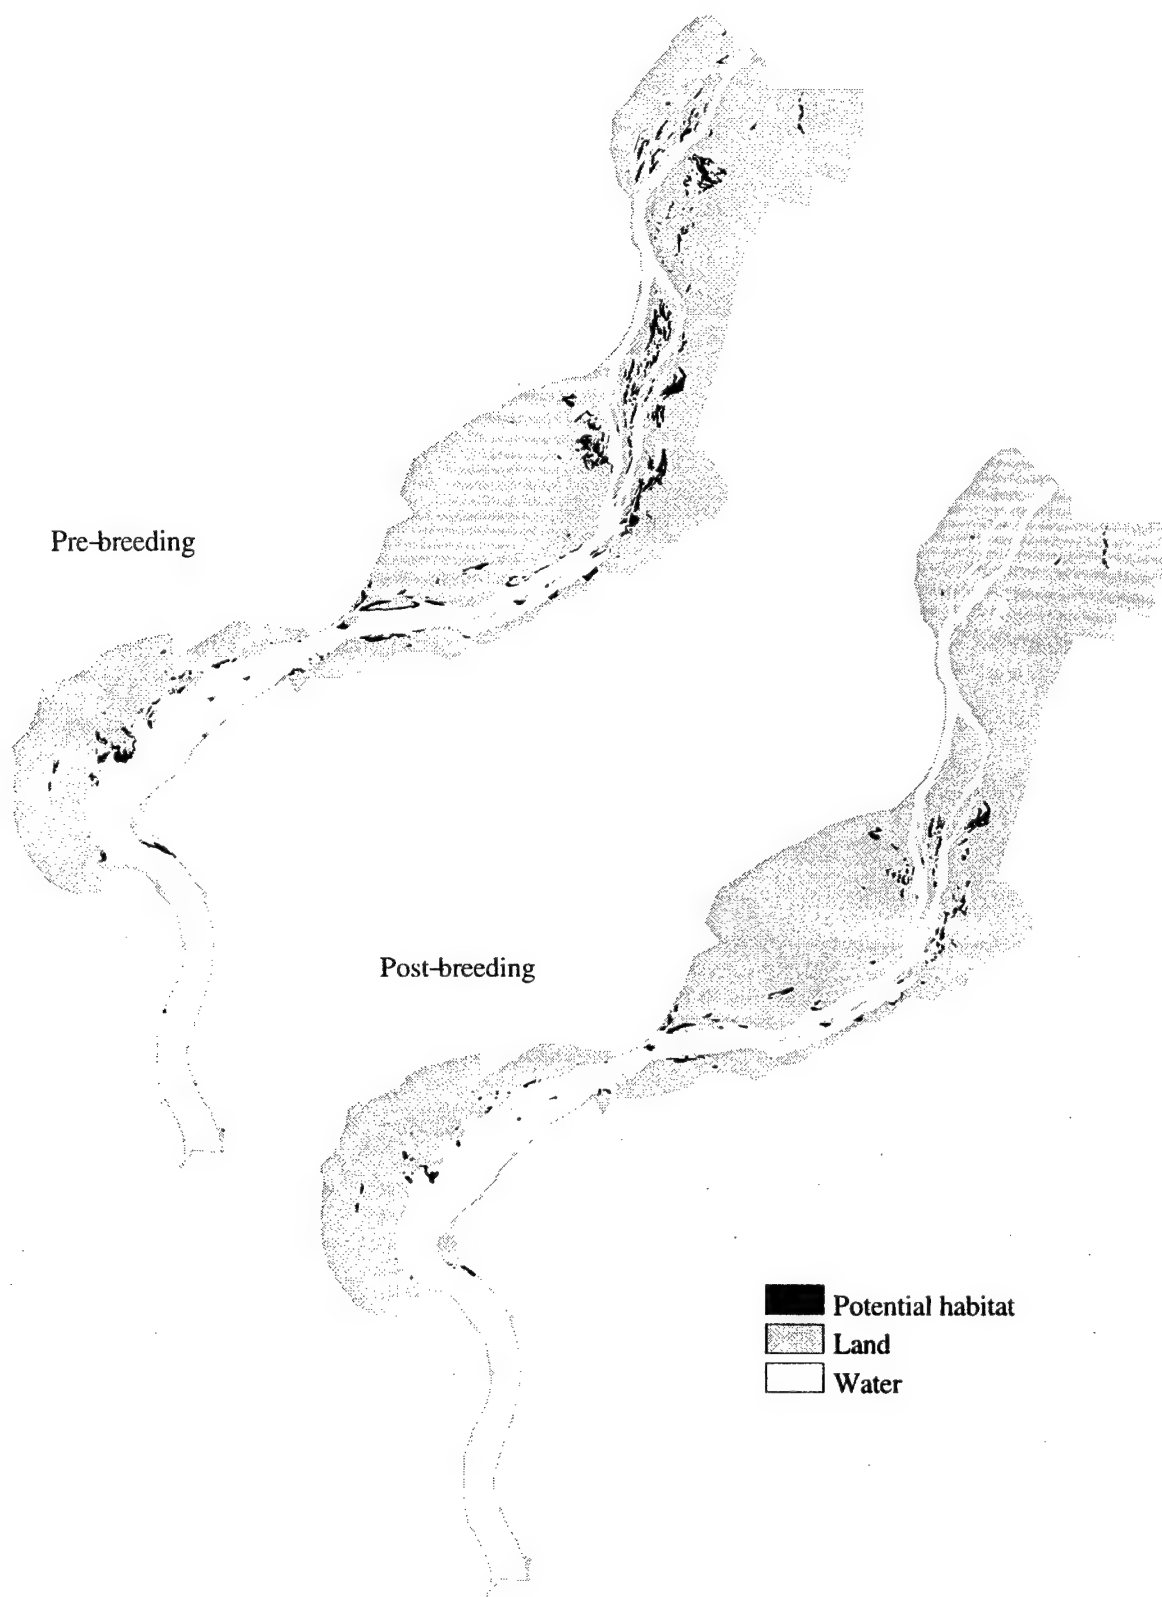 Pre-breeding
Post-breeding
Potential habitat
Land
Water